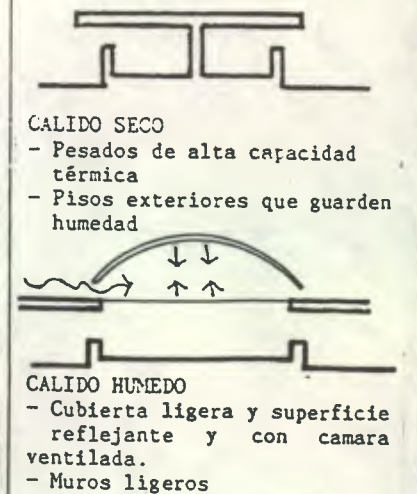 CALIDO SECO
- Pesados de alta capacidad
térmica
- Pisos exteriores que guarden
humedad
CALIDO HUMEDO
- Cubierta ligera y superficie
reflejante y con camara
ventilada.
- Muros ligeros